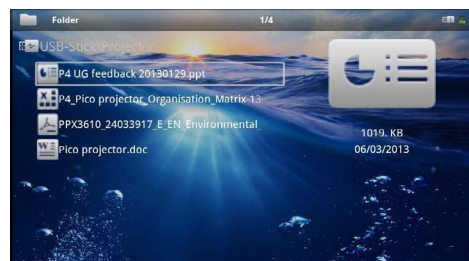 Folder
1/4
USB-Stick\Projector
P4 UG feedback 20130129.ppt
P4_Pico projector_Organisation_Matrix-13
PPX3610_24033917_E_EN_Environmental_
Pico projector.doc
1019. KB
06/03/2013